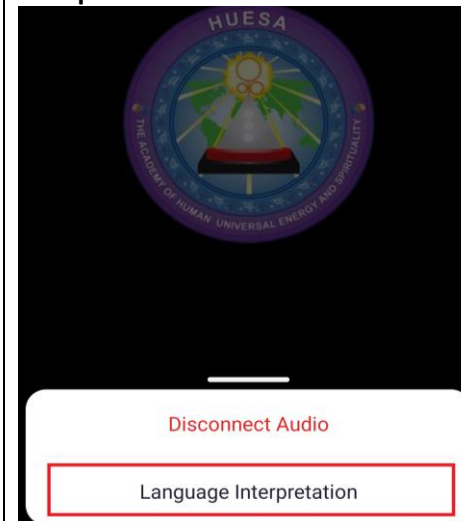 HUESA
THE ACADEMY OF HUMAN UNIVERSAL ENERGY AND SPIRITUALITY
Disconnect Audio
Language Interpretation